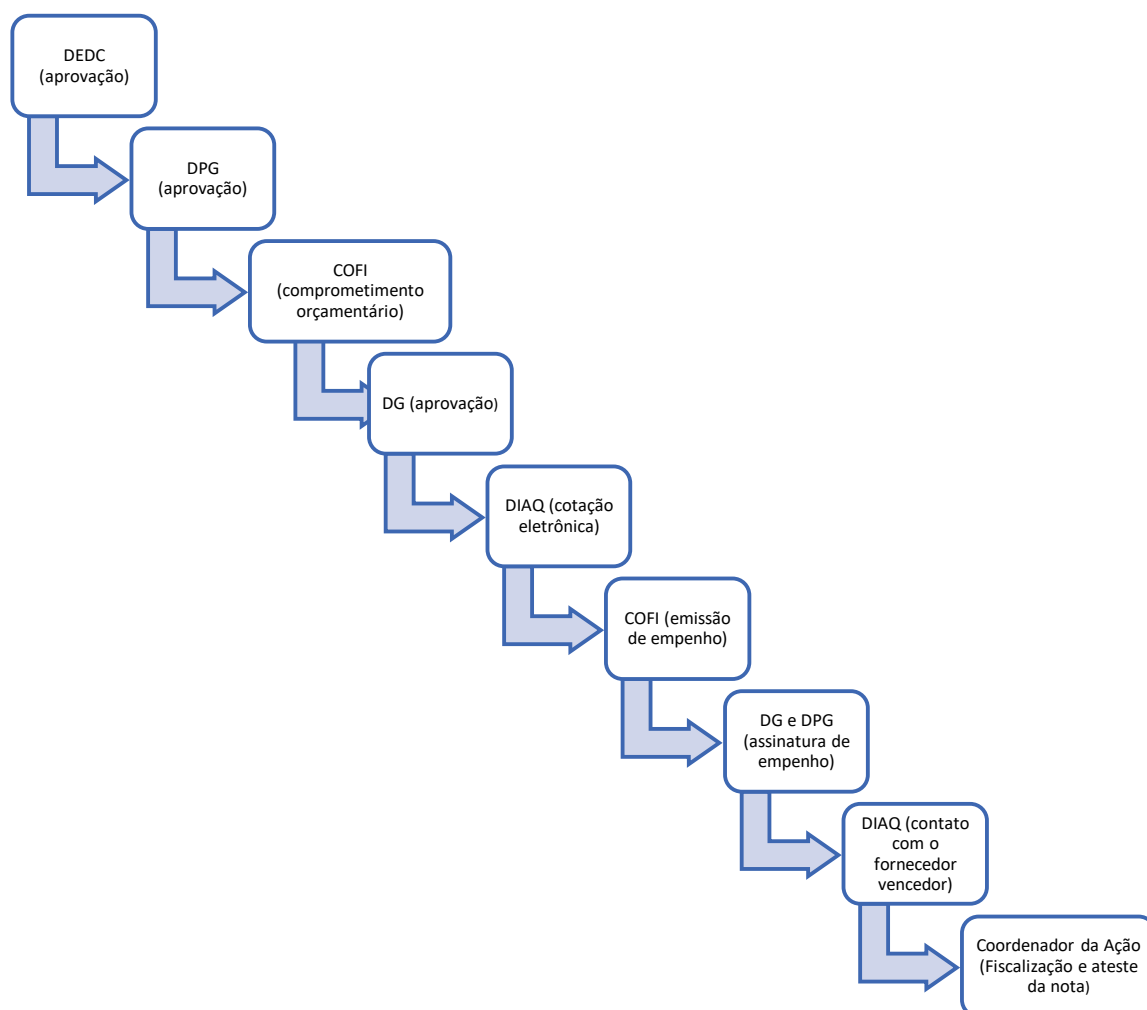 DEDC
(aprovação)
DPG
(aprovação)
COFI
(comprometimento
orçamentário)
DG (aprovação)
DIAQ (cotação
eletrônica)
COFI (emissão
de empenho)
DG e DPG
(assinatura de
empenho)
DIAQ (contato
com o
fornecedor
vencedor)
Coordenador da Ação
(Fiscalização e ateste
da nota)